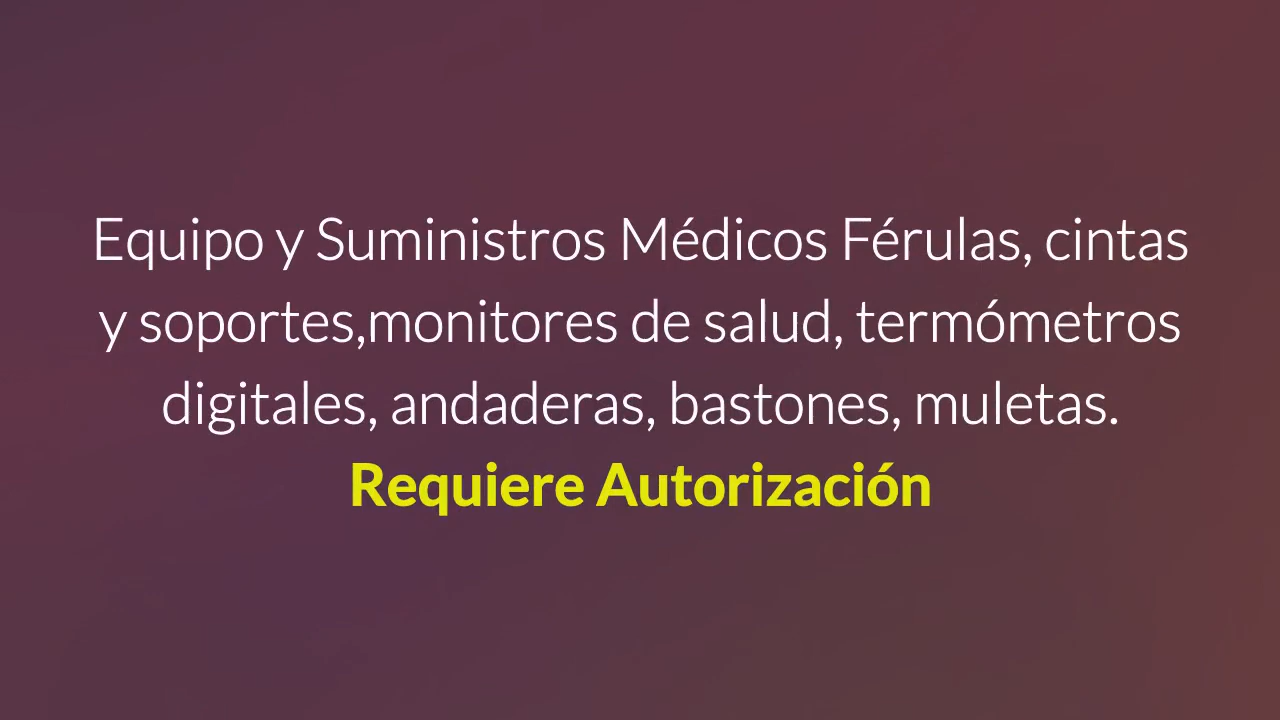 Equipo y Suministros Médicos Férulas, cintas
y soportes,monitores de salud, termómetros
digitales, andaderas, bastones, muletas.
Requiere Autorización